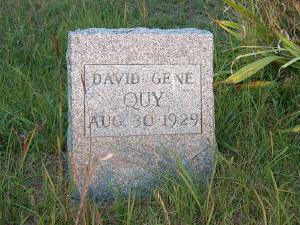 DAVID GENE
QUY
AUG. 30 1929